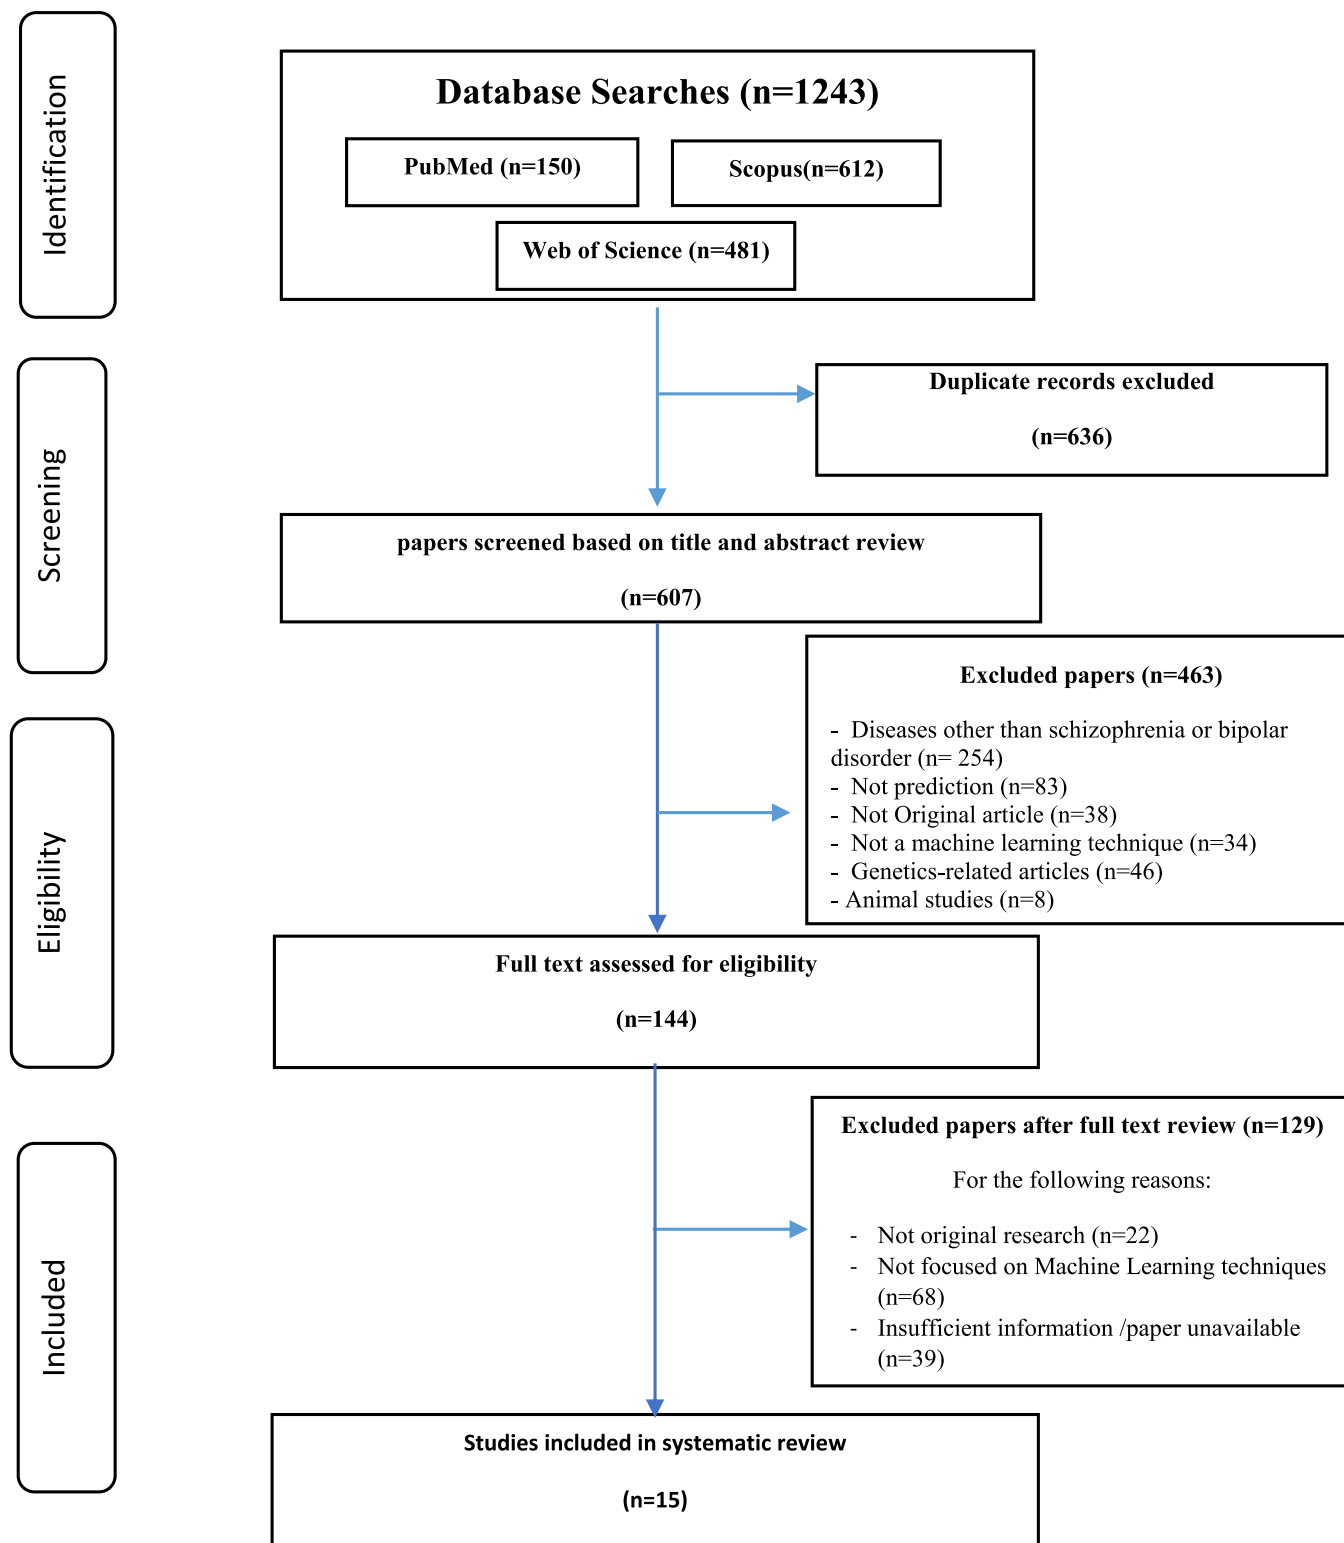 Identification
Database Searches (n=1243)
PubMed (n=150)
Scopus(n=612)
Web of Science (n=481)
Screening
Duplicate records excluded
(n=636)
papers screened based on title and abstract review
(n=607)
Excluded papers (n=463)
- Diseases other than schizophrenia or bipolar
disorder (n= 254)
- Not prediction (n=83)
- Not Original article (n=38)
- Not a machine learning technique (n=34)
- Genetics-related articles (n=46)
- Animal studies (n=8)
Eligibility
Full text assessed for eligibility
(n=144)
Excluded papers after full text review (n=129)
For the following reasons:
- Not original research (n=22)
- Not focused on Machine Learning techniques
(n=68)
- Insufficient information /paper unavailable
(n=39)
Included
Studies included in systematic review
(n=15)